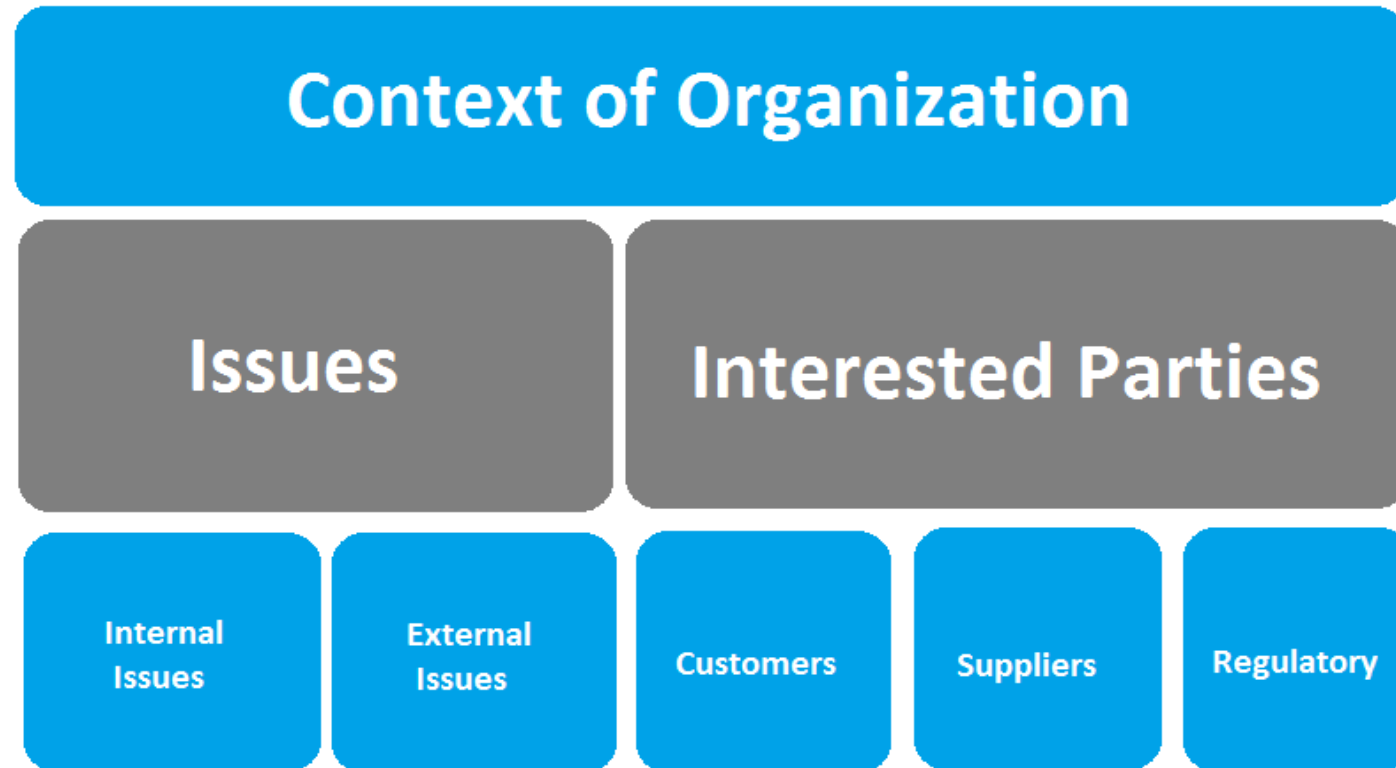 Context of Organization
Issues
Interested Parties
Internal
Issues
External
Issues
Customers
Suppliers
Regulatory